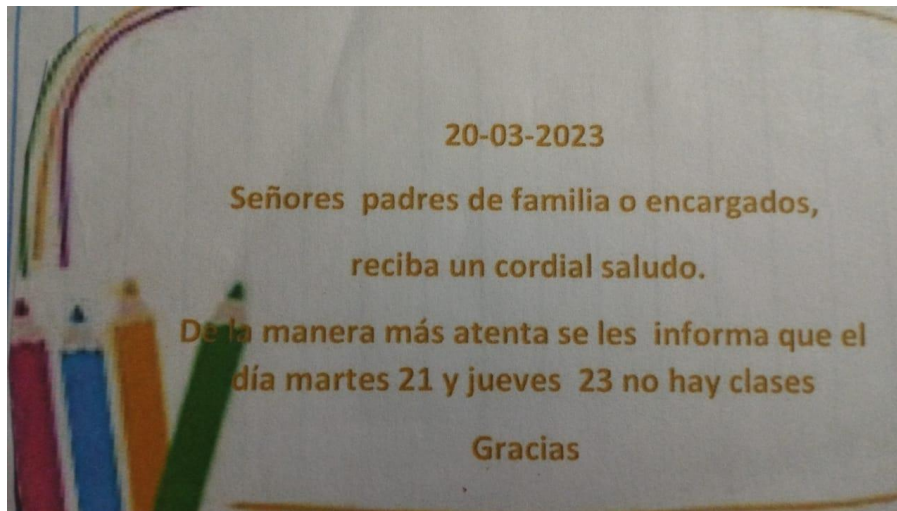 20-03-2023
Señores padres de familia o encargados,
reciba un cordial saludo.
De la manera más atenta se les informa que el
día martes 21 y jueves 23 no hay clases
Gracias